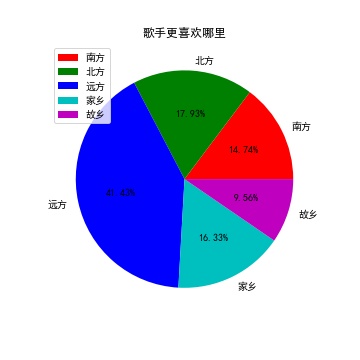 歌手更喜欢哪里
南方
北方
远方
家乡
故乡
北方
南方
远方
故乡
家乡
17.93%
14.74%
41.43%
9.56%
16.33%